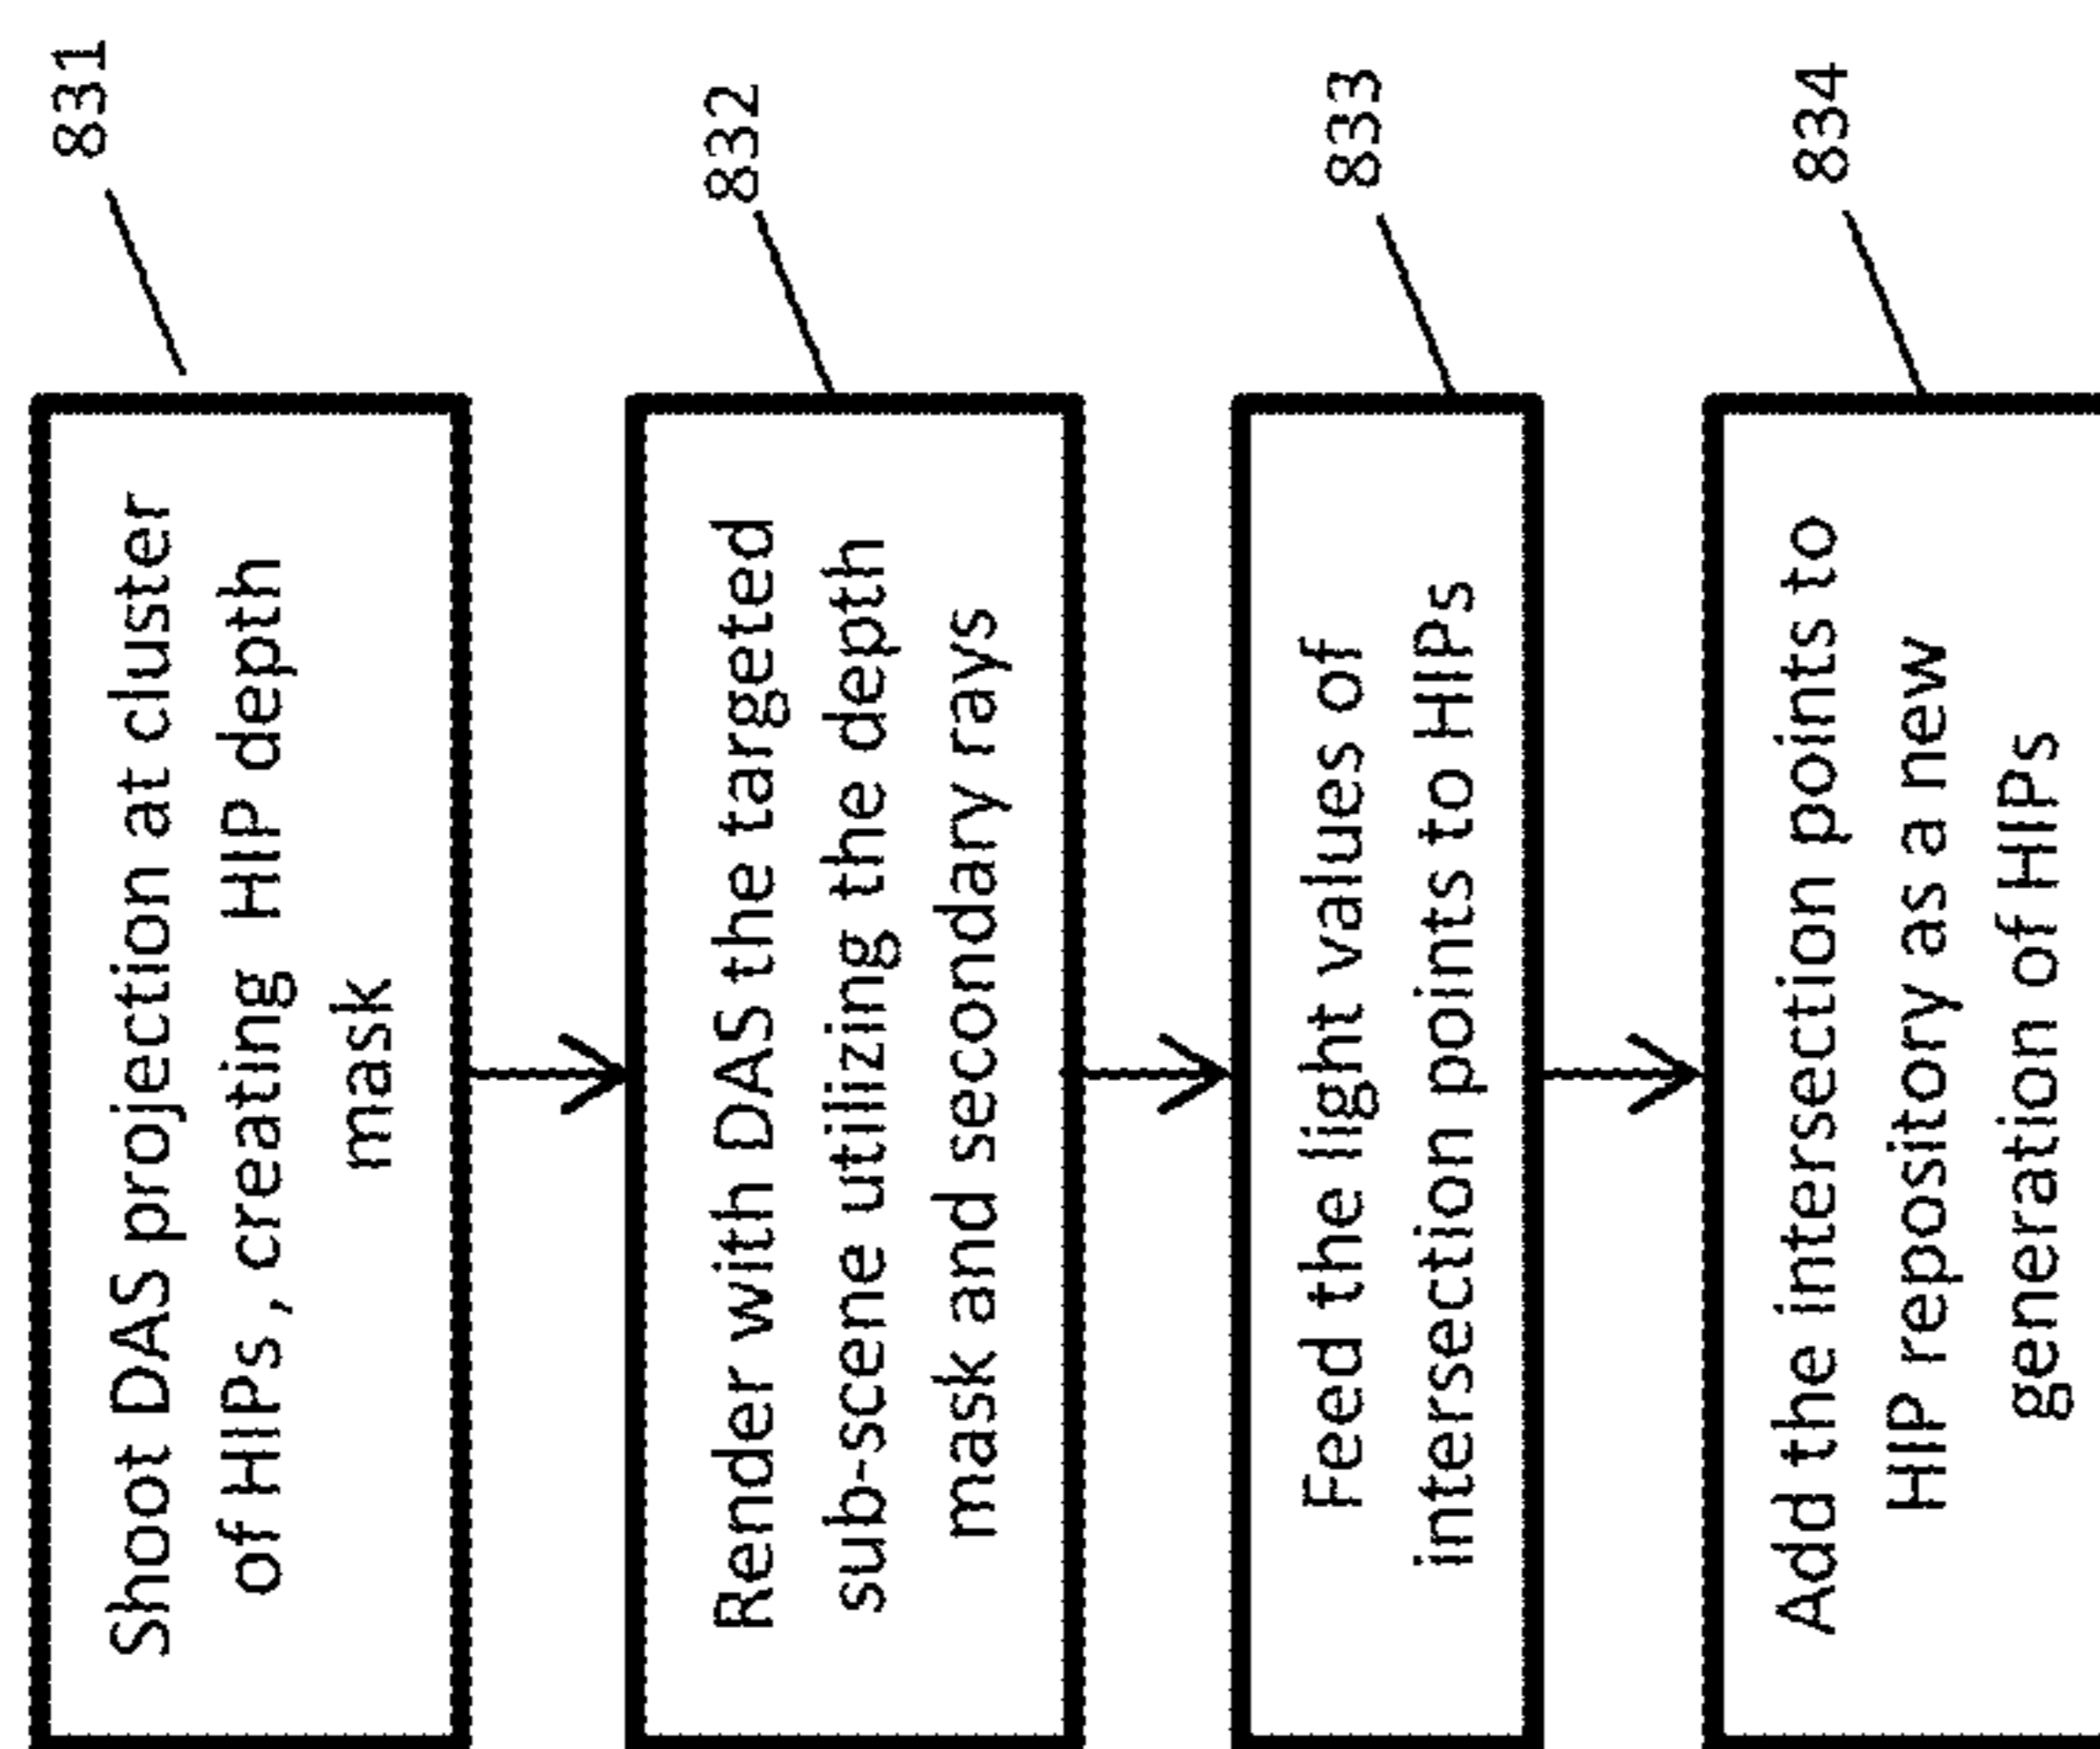 831
Shoot DAS projection at cluster
of HIPs, creating HIP depth
mask
832
Render with DAS the targeted
sub-scene utilizing the depth
mask and secondary rays
833
Feed the light values of
intersection points to HIPs
834
Add the intersection points to
HIP repository as a new
generation of HIPs